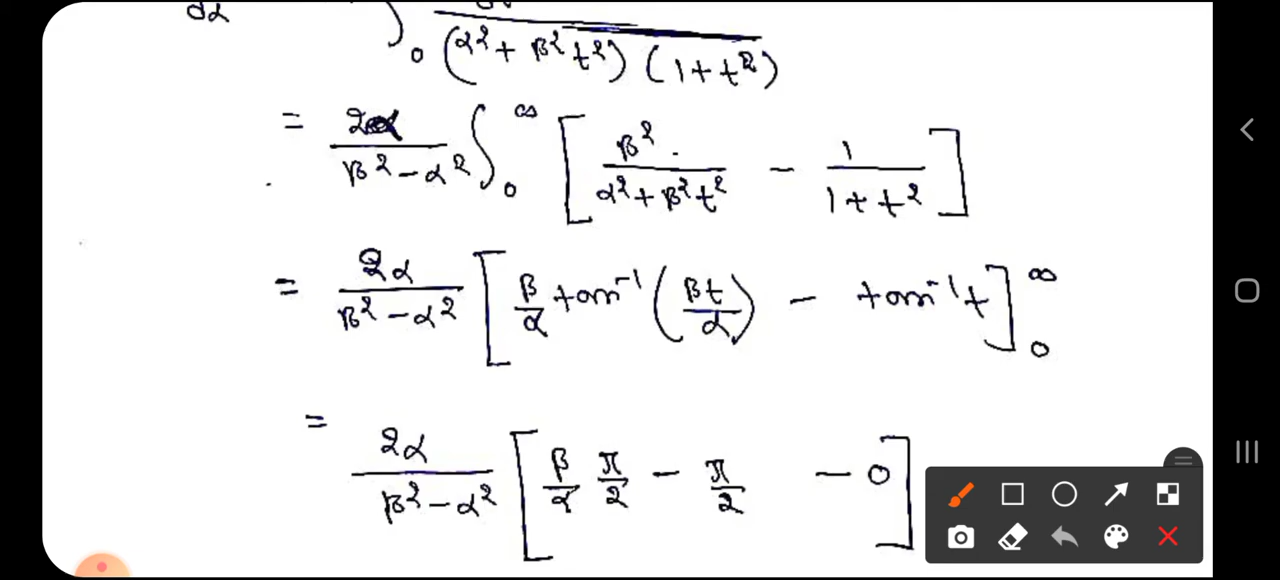 dα ∫₀ (α² + β²t²) (1 + t²)
= 2α / (β² − α²) ∫₀^∞ [ β² / (α² + β²t²) − 1 / (1 + t²) ]
= 2α / (β² − α²) [ β/α tan⁻¹ (βt/α) − tan⁻¹ t ]₀^∞
= 2α / (β² − α²) [ β/α π/2 − π/2 − 0 ]